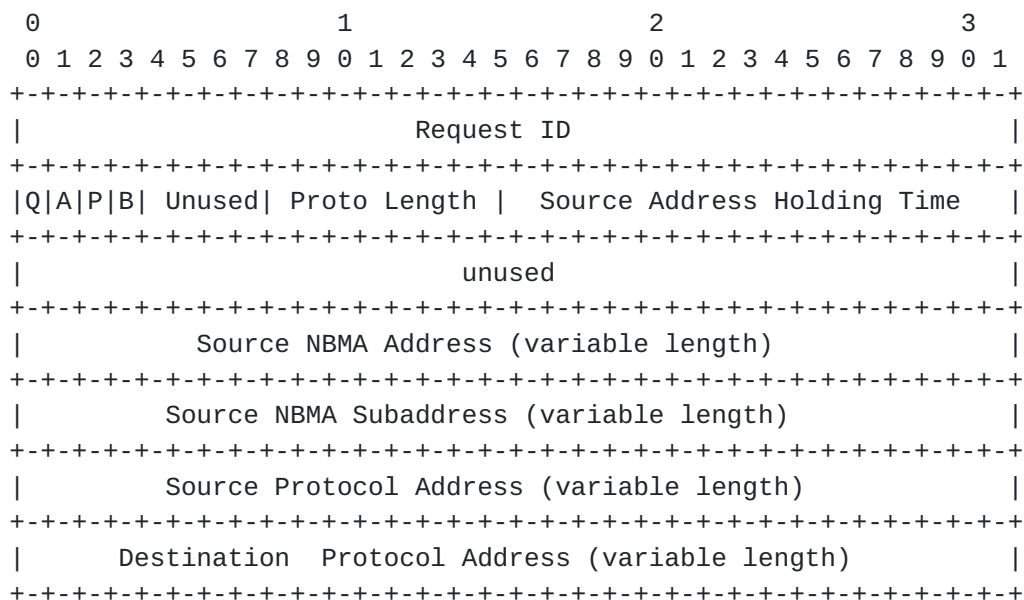 0                   1                   2                   3
 0 1 2 3 4 5 6 7 8 9 0 1 2 3 4 5 6 7 8 9 0 1 2 3 4 5 6 7 8 9 0 1
+-+-+-+-+-+-+-+-+-+-+-+-+-+-+-+-+-+-+-+-+-+-+-+-+-+-+-+-+-+-+-+-+
|                         Request ID                            |
+-+-+-+-+-+-+-+-+-+-+-+-+-+-+-+-+-+-+-+-+-+-+-+-+-+-+-+-+-+-+-+-+
|Q|A|P|B| Unused| Proto Length |  Source Address Holding Time   |
+-+-+-+-+-+-+-+-+-+-+-+-+-+-+-+-+-+-+-+-+-+-+-+-+-+-+-+-+-+-+-+-+
|                            unused                             |
+-+-+-+-+-+-+-+-+-+-+-+-+-+-+-+-+-+-+-+-+-+-+-+-+-+-+-+-+-+-+-+-+
|           Source NBMA Address (variable length)               |
+-+-+-+-+-+-+-+-+-+-+-+-+-+-+-+-+-+-+-+-+-+-+-+-+-+-+-+-+-+-+-+-+
|         Source NBMA Subaddress (variable length)              |
+-+-+-+-+-+-+-+-+-+-+-+-+-+-+-+-+-+-+-+-+-+-+-+-+-+-+-+-+-+-+-+-+
|         Source Protocol Address (variable length)             |
+-+-+-+-+-+-+-+-+-+-+-+-+-+-+-+-+-+-+-+-+-+-+-+-+-+-+-+-+-+-+-+-+
|      Destination  Protocol Address (variable length)          |
+-+-+-+-+-+-+-+-+-+-+-+-+-+-+-+-+-+-+-+-+-+-+-+-+-+-+-+-+-+-+-+-+